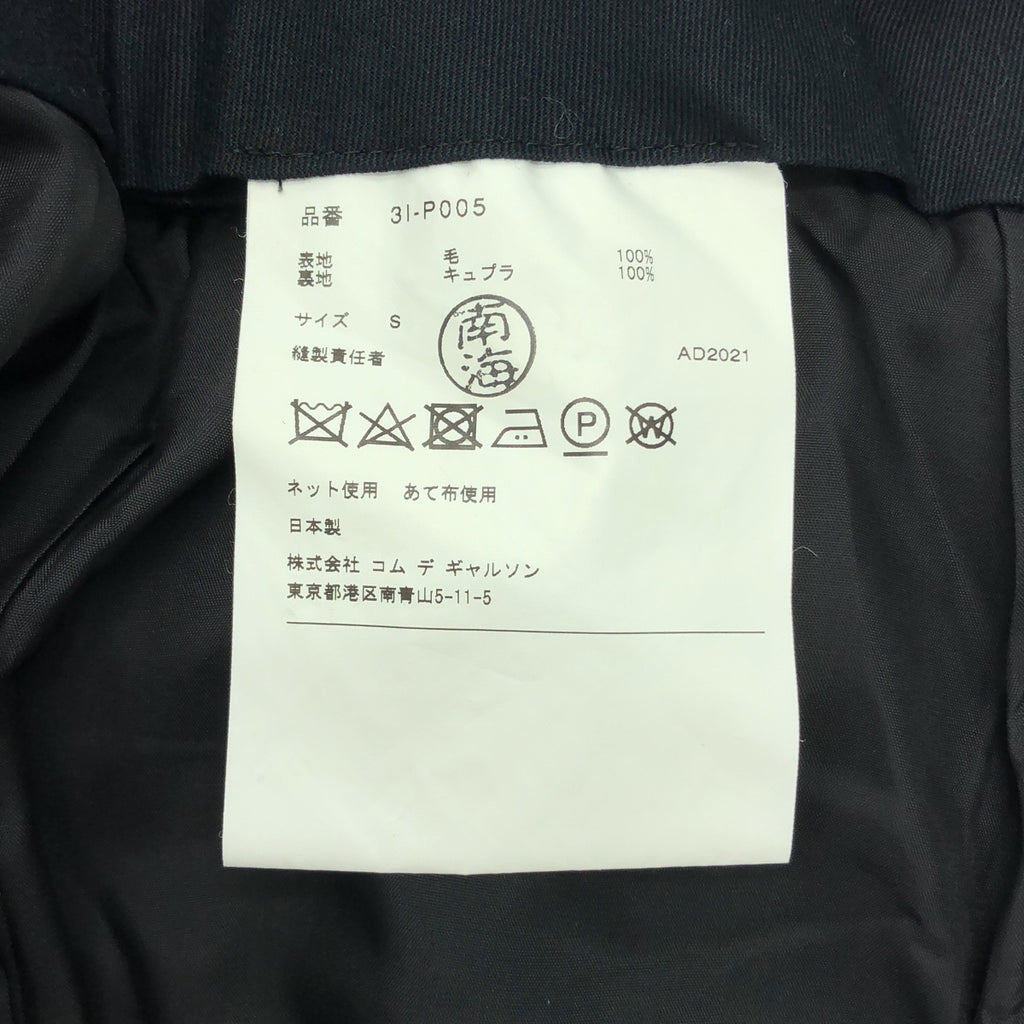 品番 3I-P005
表地 毛 100%
裏地 キュプラ 100%
サイズ S
南海
縫製責任者 AD2021
P
W
ネット使用 あて布使用
日本製
株式会社 コム デ ギャルソン
東京都港区南青山5-11-5